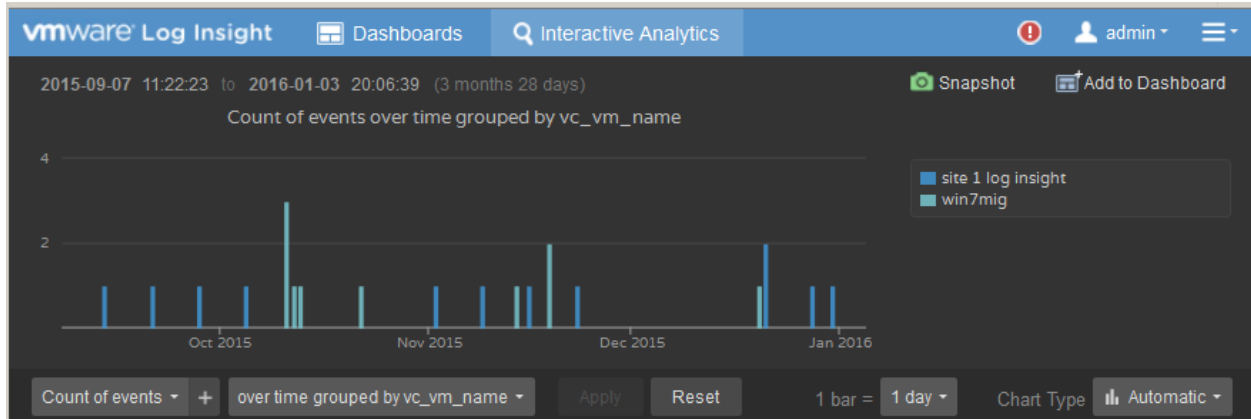 vmware Log Insight Dashboards Interactive Analytics admin
2015-09-07 11:22:23 to 2016-01-03 20:06:39 (3 months 28 days) Snapshot Add to Dashboard
Count of events over time grouped by vc_vm_name
4
2
site 1 log insight
win7mig
Oct 2015 Nov 2015 Dec 2015 Jan 2016
Count of events + over time grouped by vc_vm_name Apply Reset 1 bar = 1 day Chart Type Automatic